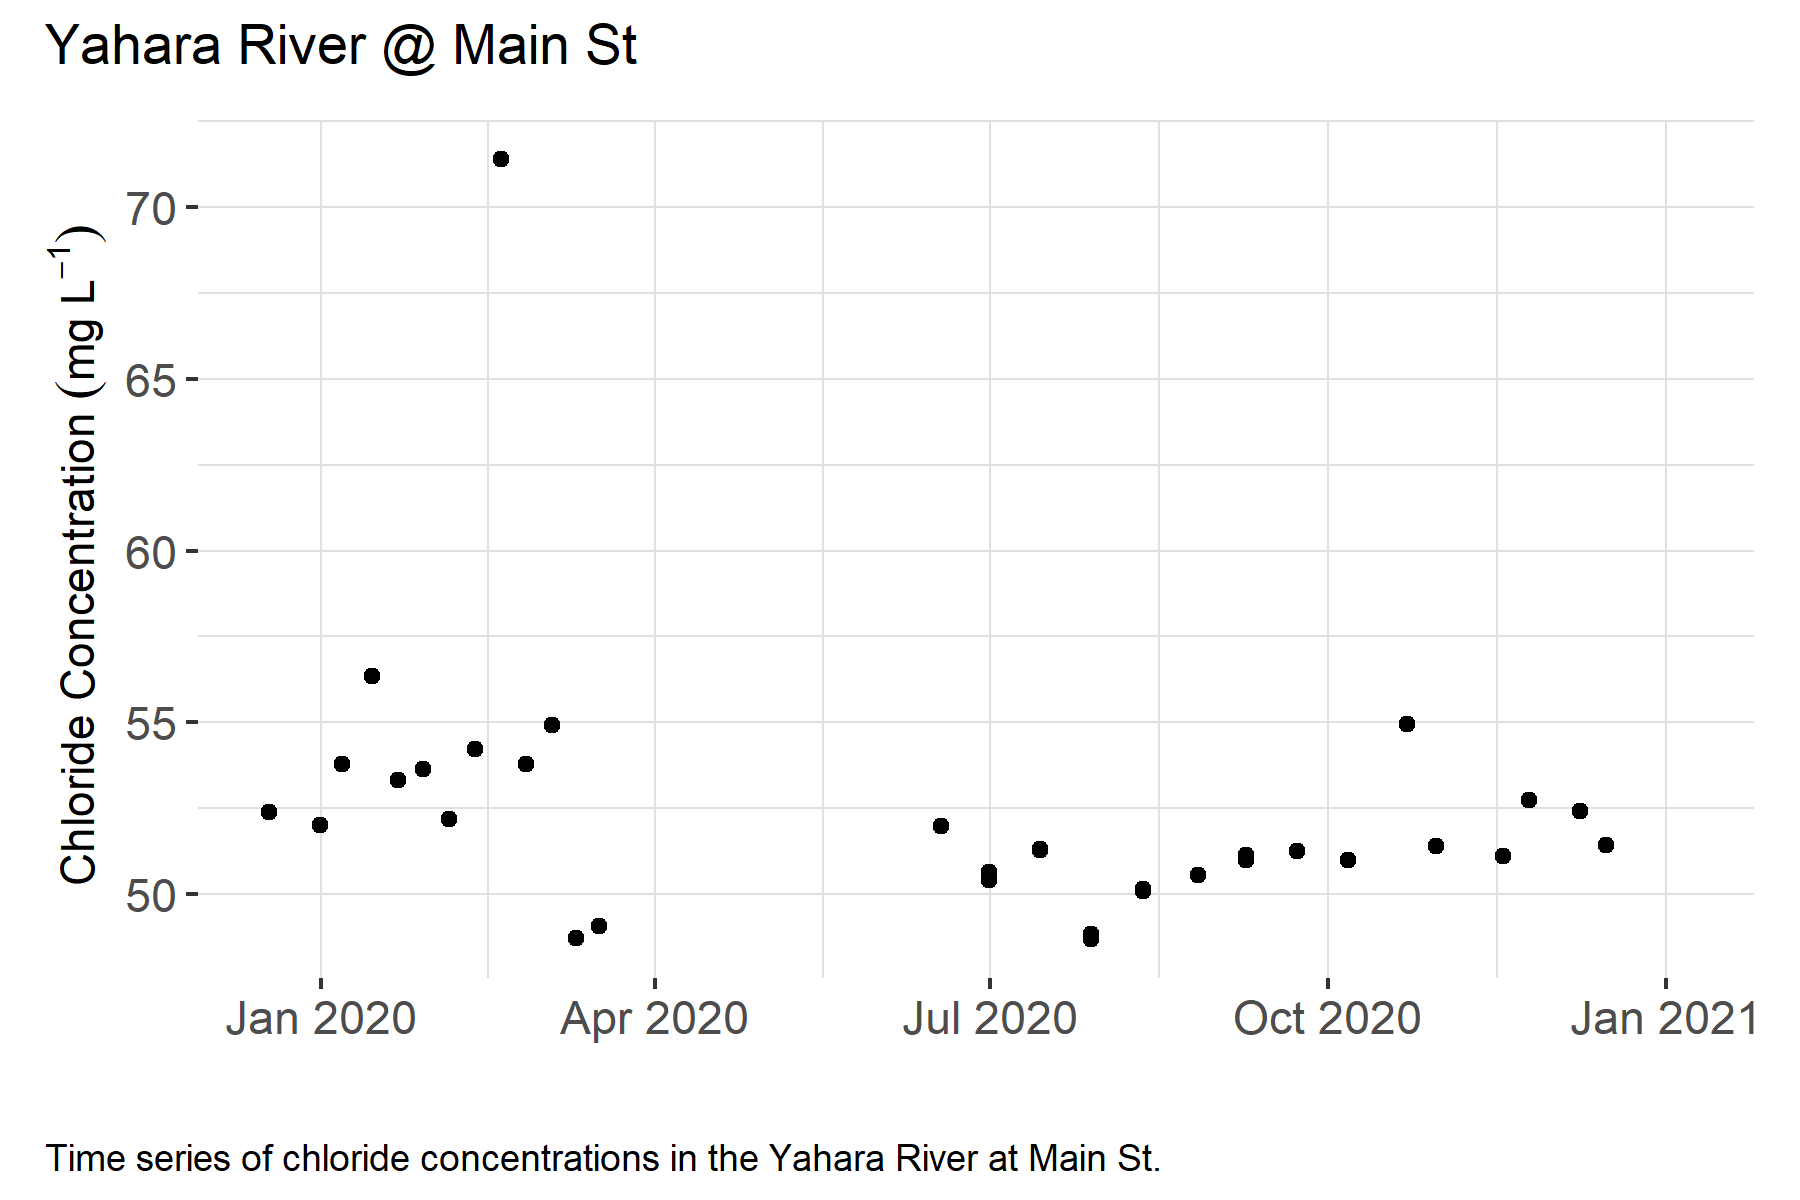 Yahara River @ Main St
Chloride Concentration (mg L⁻¹)
70
65
60
55
50
Jan 2020 Apr 2020 Jul 2020 Oct 2020 Jan 2021
Time series of chloride concentrations in the Yahara River at Main St.